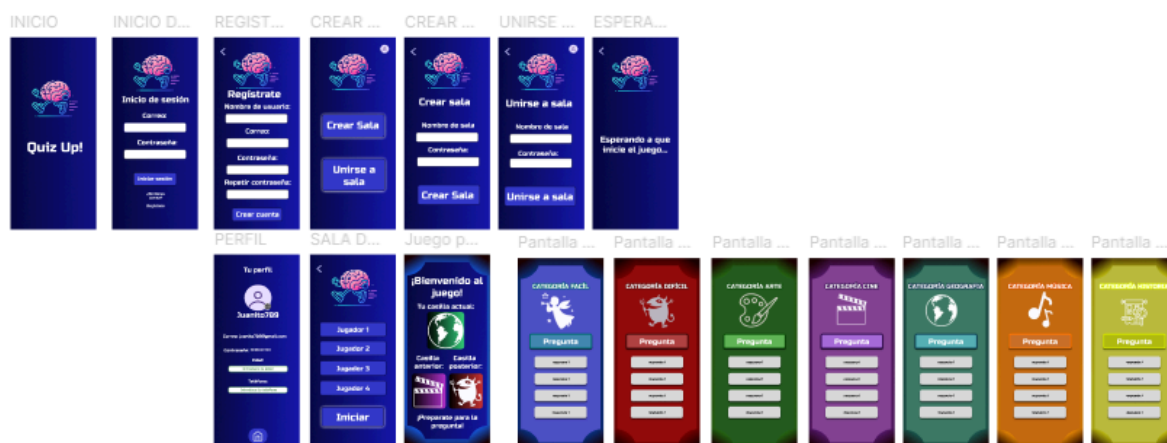 INICIO
INICIO D...
REGIST...
CREAR ...
CREAR ...
UNIRSE ...
ESPERA...
Quiz Up!
Inicio de sesión
Correo:
Contraseña:
Iniciar sesión
Regístrate
Nombre de usuario:
Correo:
Contraseña:
Repetir contraseña:
Crear cuenta
Crear Sala
Unirse a
sala
Crear sala
Nombre de sala
Contraseña:
Crear Sala
Unirse a sala
Nombre de sala
Contraseña:
Unirse a sala
Esperando a que
inicie el juego...
PERFIL
SALA D...
Juego p...
Pantalla ...
Pantalla ...
Pantalla ...
Pantalla ...
Pantalla ...
Pantalla ...
Pantalla ...
Tu perfil
Juanito789
Teléfono:
Jugador 1
Jugador 2
Jugador 3
Jugador 4
Iniciar
¡Bienvenido al
juego!
Tu casilla actual:
Casilla
anterior:
Casilla
posterior:
¡Preparate para la
pregunta!
CATEGORÍA FACÍL
Pregunta
CATEGORÍA DIFÍCIL
Pregunta
CATEGORÍA ARTE
Pregunta
CATEGORÍA CINE
Pregunta
CATEGORÍA GEOGRAFÍA
Pregunta
CATEGORÍA MÚSICA
Pregunta
CATEGORÍA HISTORIA
Pregunta